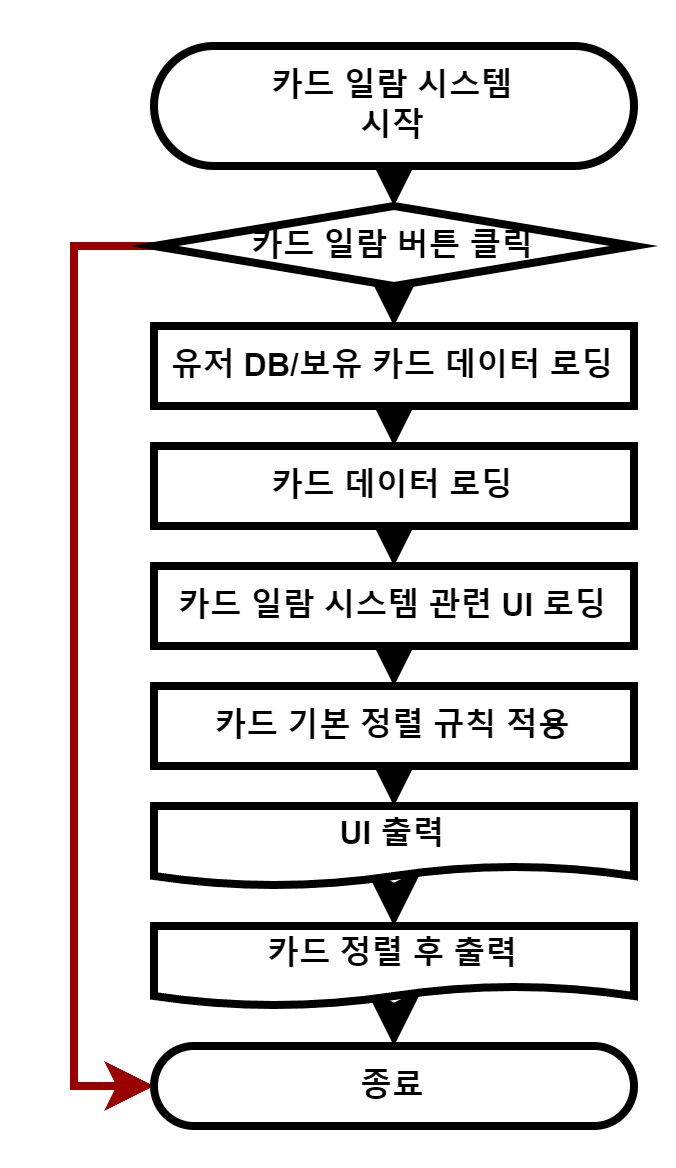 카드 일람 시스템
시작
카드 일람 버튼 클릭
유저 DB/보유 카드 데이터 로딩
카드 데이터 로딩
카드 일람 시스템 관련 UI 로딩
카드 기본 정렬 규칙 적용
UI 출력
카드 정렬 후 출력
종료